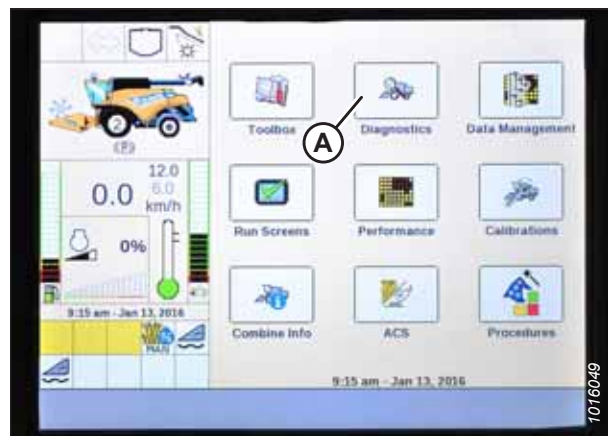 Toolbox
Diagnostics
Data Management
A
2
(P)
12.0
6.0
0.0
km/h
Run Screens
Performance
Calibrations
0%
9:15 am - Jan 13, 2016
MAN
Combine Info
ACS
Procedures
9:15 am - Jan 13, 2016
1016049